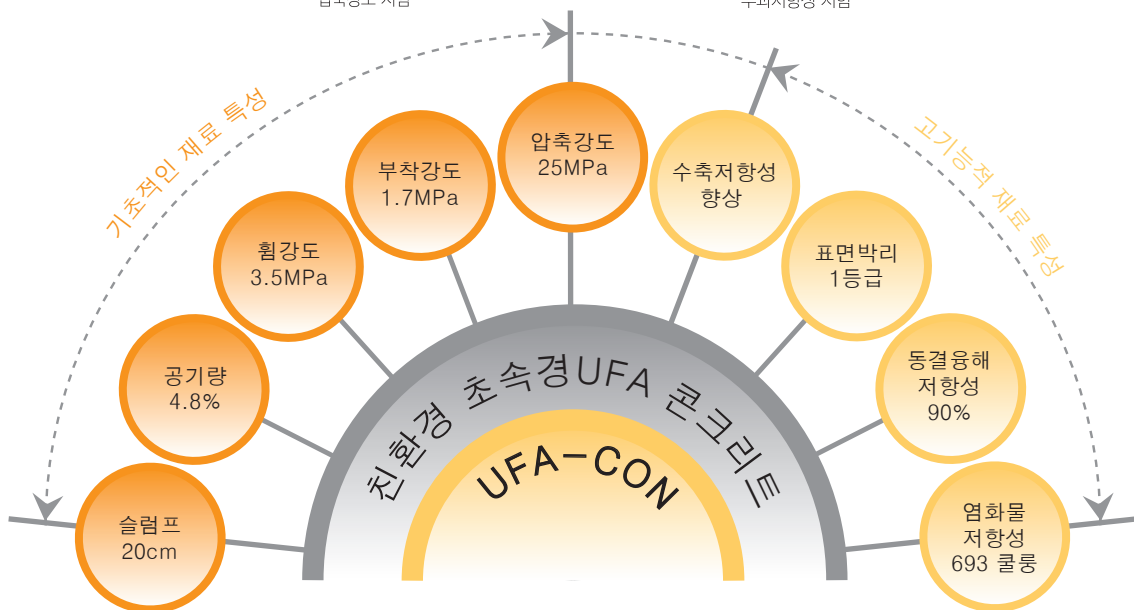 기초적인 재료 특성
고기능적 재료 특성
슬럼프
20cm
공기량
4.8%
휨강도
3.5MPa
부착강도
1.7MPa
압축강도
25MPa
수축저항성
향상
표면박리
1등급
동결융해
저항성
90%
염화물
저항성
693 쿨롱
친환경 초속경UFA 콘크리트
UFA-CON